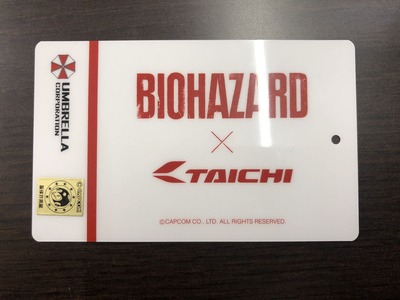 UMBRELLA
CORPORATION
BIOHAZARD
×
TAICHI
©CAPCOM CO., LTD. ALL RIGHTS RESERVED.